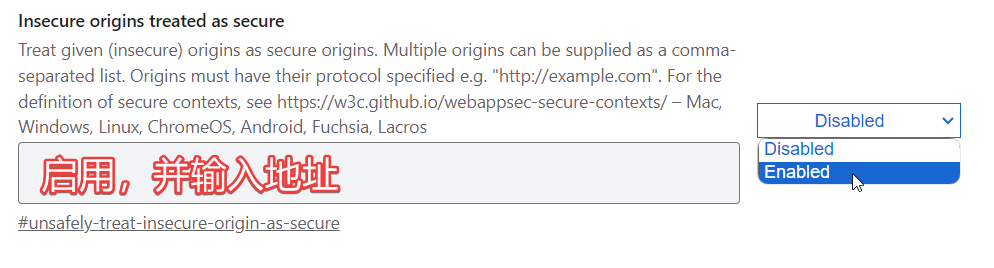 Insecure origins treated as secure
Treat given (insecure) origins as secure origins. Multiple origins can be supplied as a comma-
separated list. Origins must have their protocol specified e.g. "http://example.com". For the
definition of secure contexts, see https://w3c.github.io/webappsec-secure-contexts/ – Mac,
Windows, Linux, ChromeOS, Android, Fuchsia, Lacros
Disabled
Disabled
Enabled
启用，并输入地址
#unsafely-treat-insecure-origin-as-secure